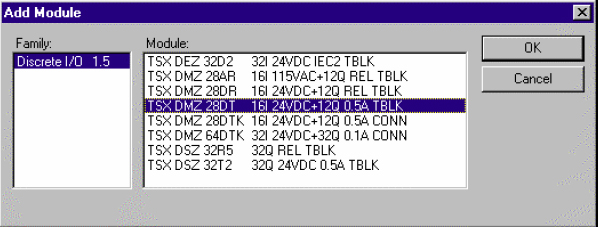 Add Module
Family:
Discrete I/O 1.5
Module:
TSX DEZ 32D2 32I 24VDC IEC2 TBLK
TSX DMZ 28AR 16I 115VAC+12Q REL TBLK
TSX DMZ 28DR 16I 24VDC+12Q REL TBLK
TSX DMZ 28DT 16I 24VDC+12Q 0.5A TBLK
TSX DMZ 28DTK 16I 24VDC+12Q 0.5A CONN
TSX DMZ 64DTK 32I 24VDC+32Q 0.1A CONN
TSX DSZ 32R5 32Q REL TBLK
TSX DSZ 32T2 32Q 24VDC 0.5A TBLK
OK
Cancel